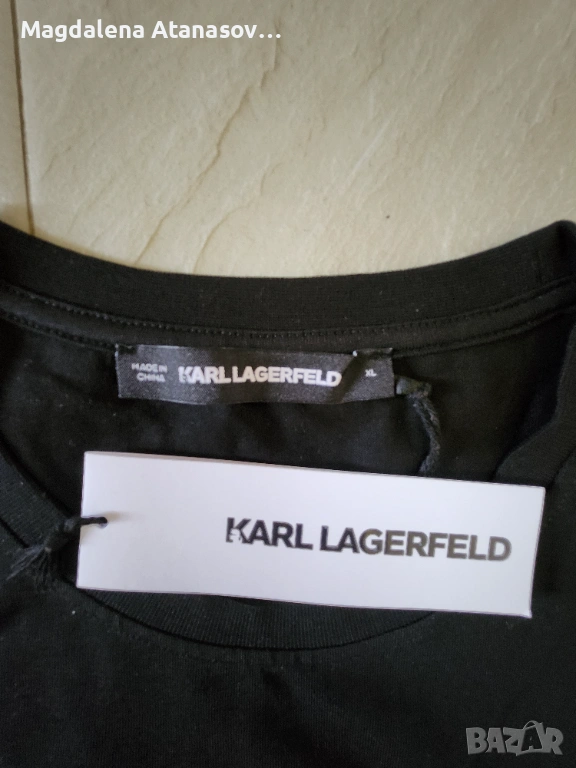 Magdalena Atanasov...
MADE IN
CHINA
KARL LAGERFELD
XL
KARL LAGERFELD
BAZAR